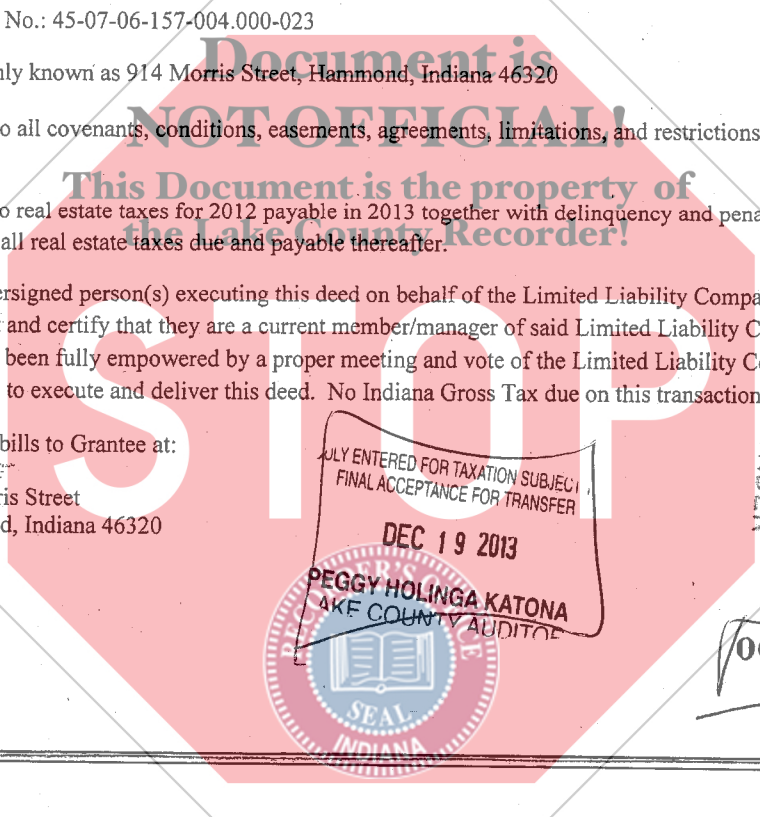 No.: 45-07-06-157-004.000-023
Document is
nly known as 914 Morris Street, Hammond, Indiana 46320
NOT OFFICIAL!
o all covenants, conditions, easements, agreements, limitations, and restrictions
This Document is the property of
o real estate taxes for 2012 payable in 2013 together with delinquency and pena
the Lake County Recorder!
all real estate taxes due and payable thereafter.
ersigned person(s) executing this deed on behalf of the Limited Liability Compa
t and certify that they are a current member/manager of said Limited Liability C
been fully empowered by a proper meeting and vote of the Limited Liability C
to execute and deliver this deed. No Indiana Gross Tax due on this transaction
STOP
bills to Grantee at:
ris Street
d, Indiana 46320
ULY ENTERED FOR TAXATION SUBJECT
FINAL ACCEPTANCE FOR TRANSFER
DEC 19 2013
PEGGY HOLINGA KATONA
AKE COUNTY AUDITOR
RECORDER'S OFFICE
SEAL
INDIANA